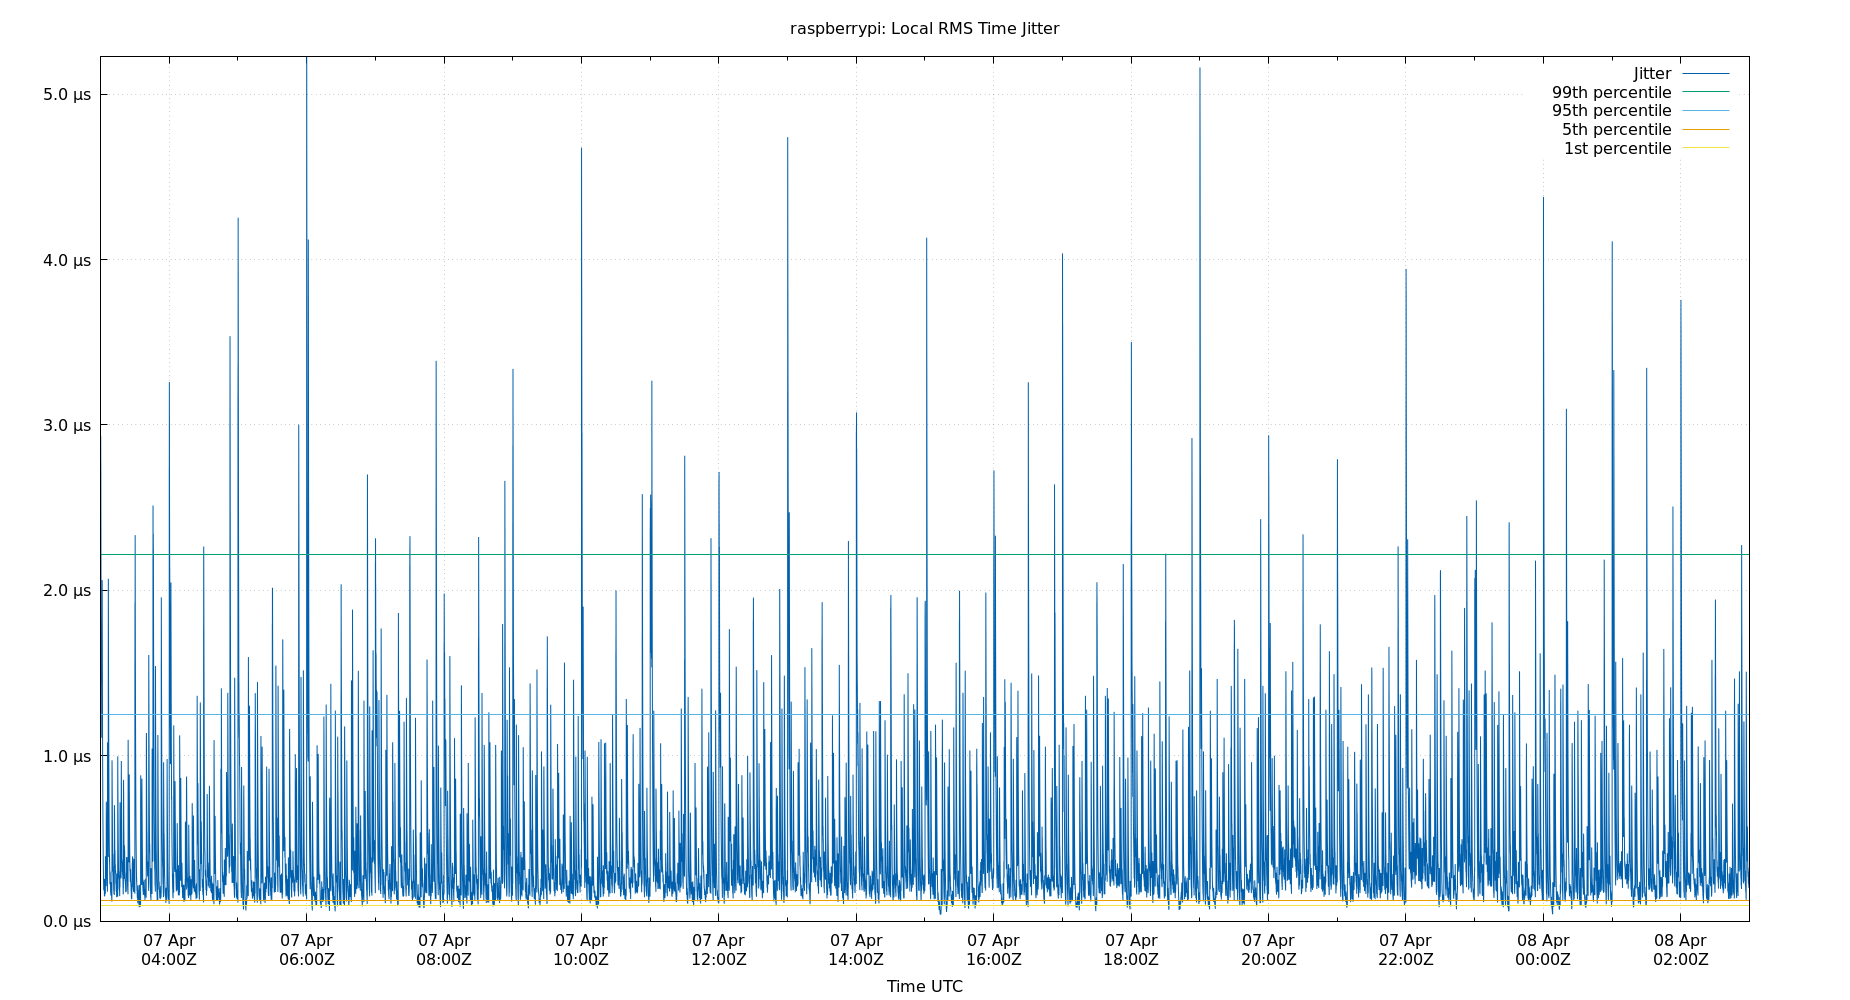 raspberrypi: Local RMS Time Jitter
Jitter
99th percentile
95th percentile
5th percentile
1st percentile
5.0 μs
4.0 μs
3.0 μs
2.0 μs
1.0 μs
0.0 μs
07 Apr 07 Apr 07 Apr 07 Apr 07 Apr 07 Apr 07 Apr 07 Apr 07 Apr 07 Apr 08 Apr 08 Apr
04:00Z 06:00Z 08:00Z 10:00Z 12:00Z 14:00Z 16:00Z 18:00Z 20:00Z 22:00Z 00:00Z 02:00Z
Time UTC